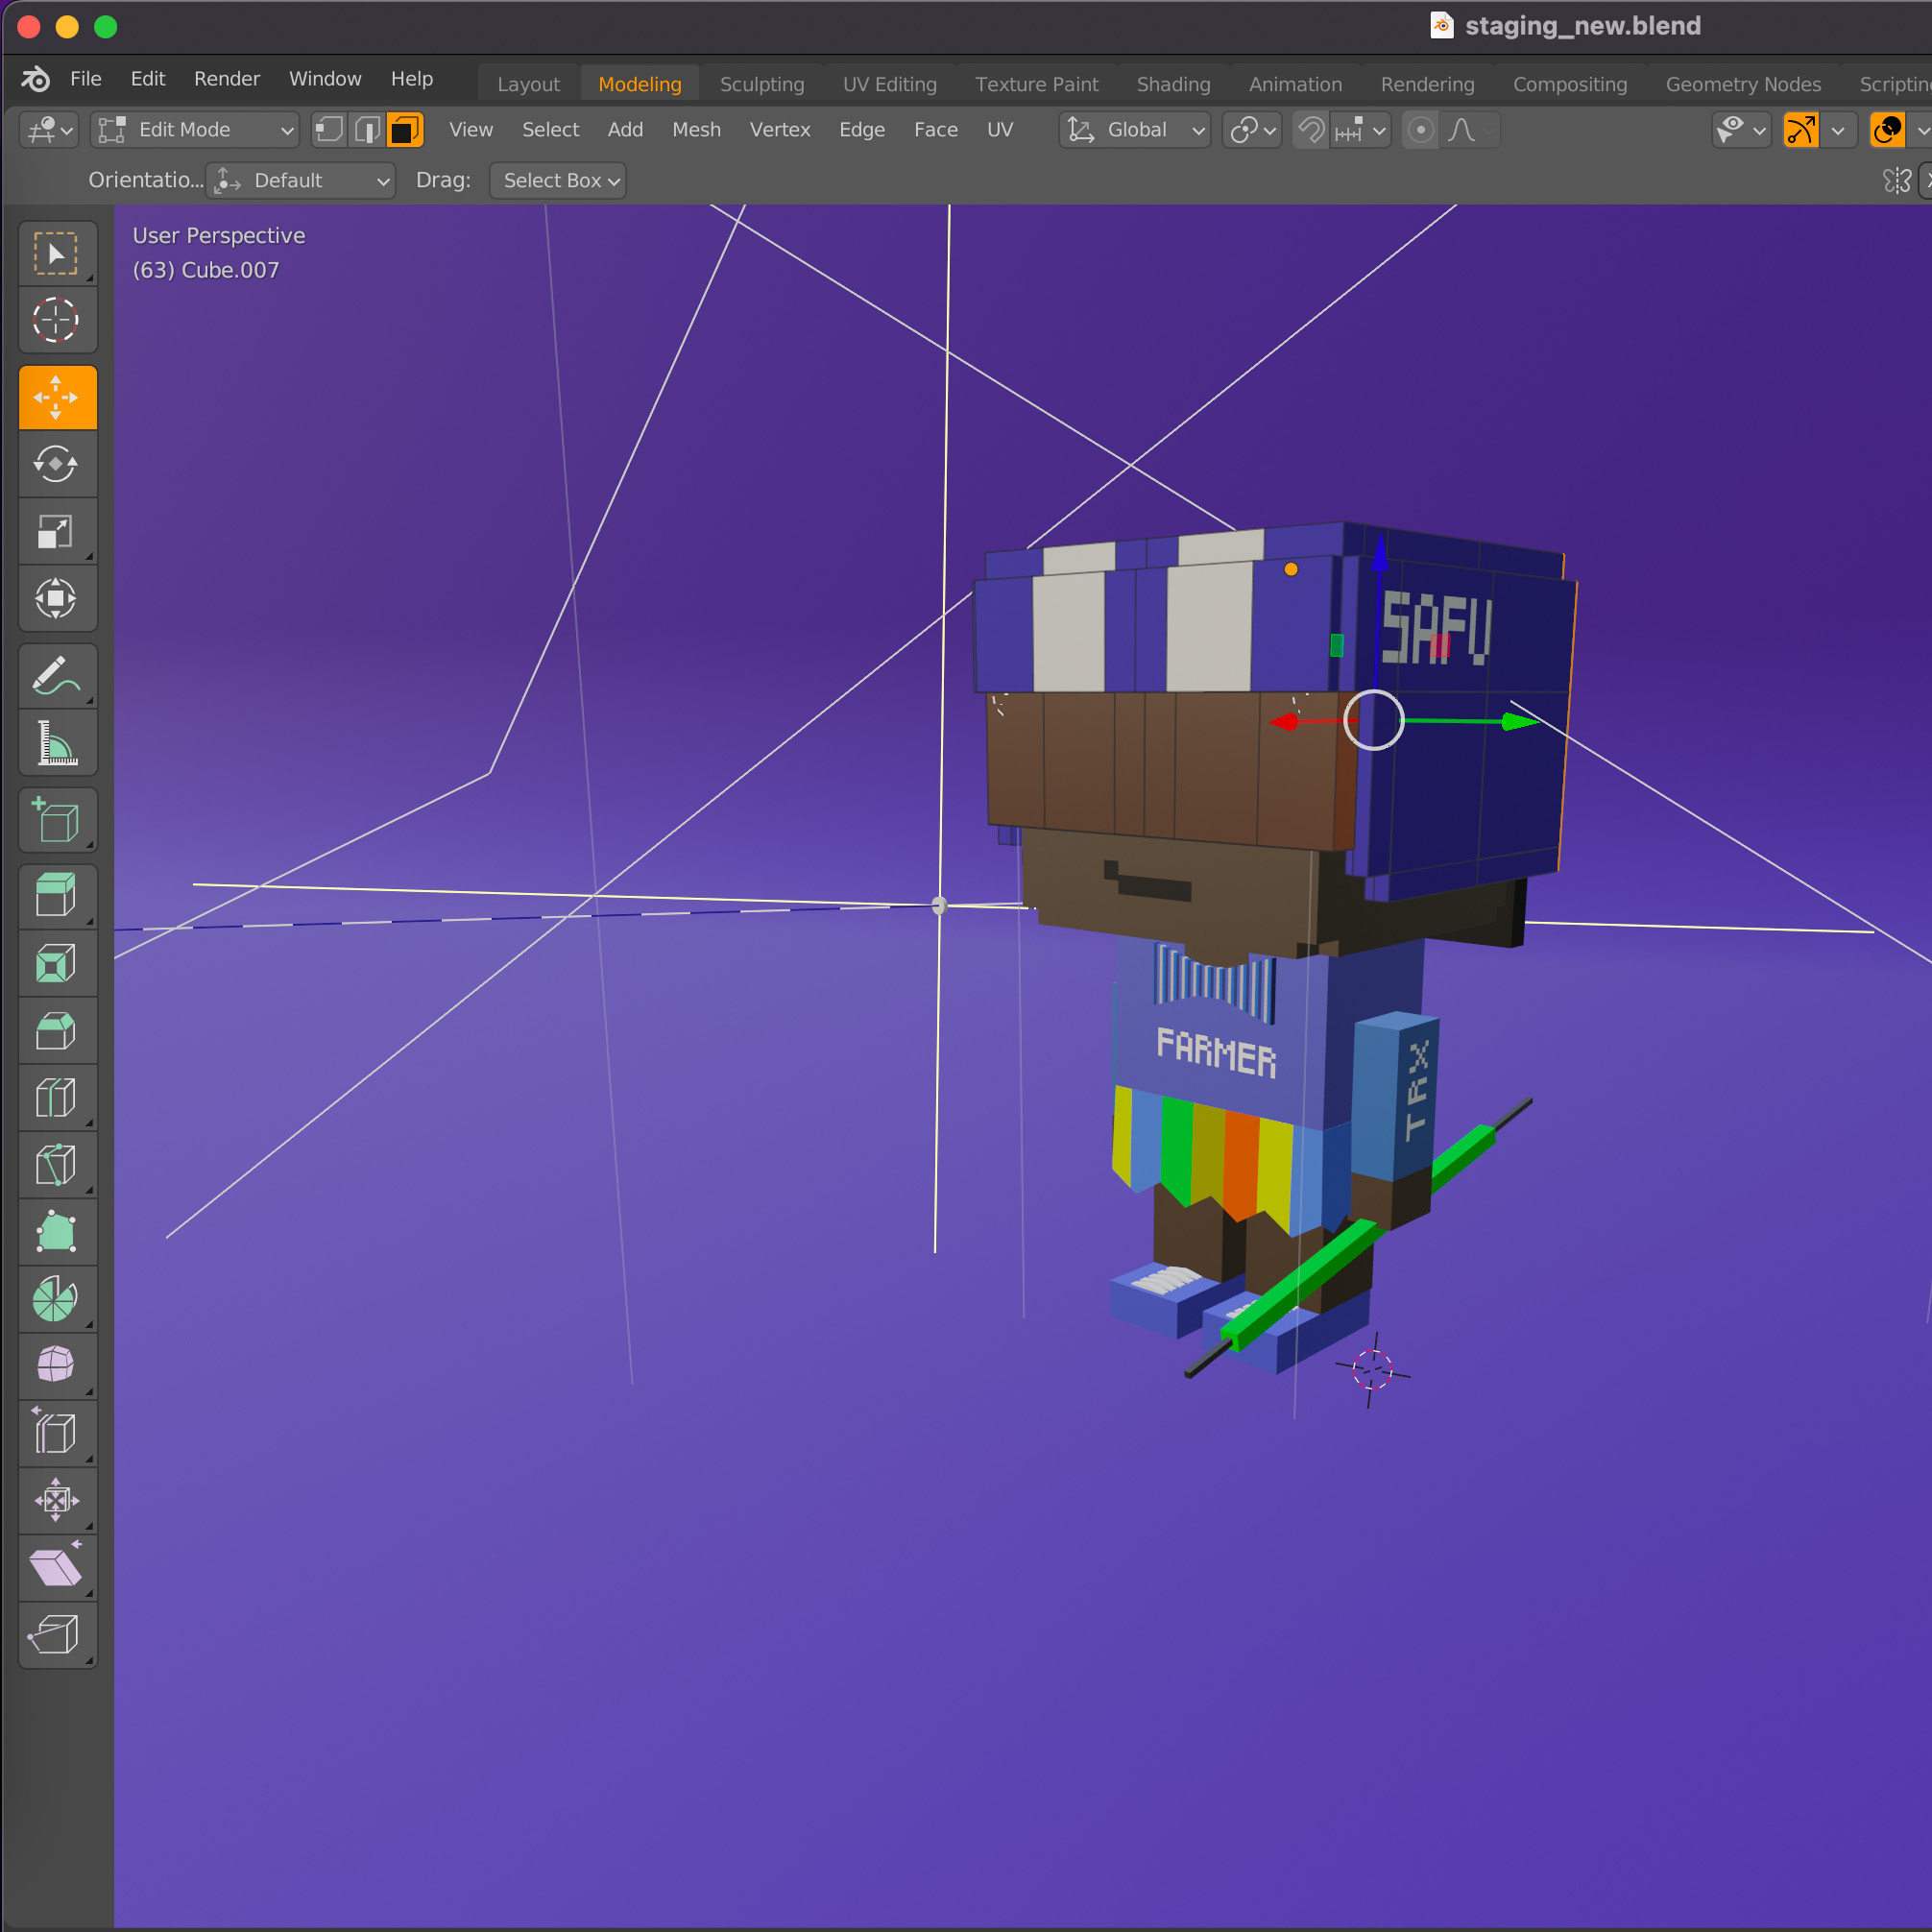 staging_new.blend
File Edit Render Window Help Layout Modeling Sculpting UV Editing Texture Paint Shading Animation Rendering Compositing Geometry Nodes Scriptin
Edit Mode View Select Add Mesh Vertex Edge Face UV Global
Orientatio... Default Drag: Select Box
User Perspective
(63) Cube.007
SAFU
FARMER
TRX